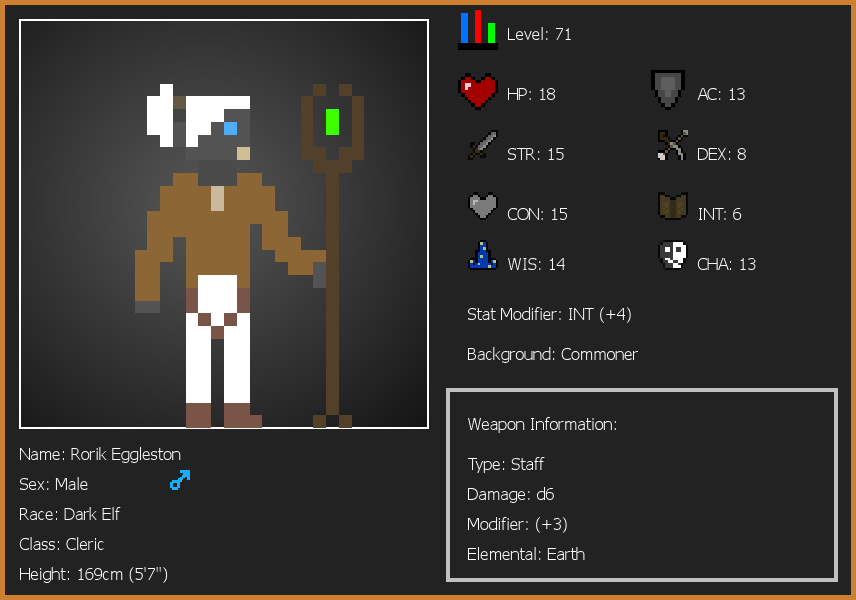 Level: 71
HP: 18
AC: 13
STR: 15
DEX: 8
CON: 15
INT: 6
WIS: 14
CHA: 13
Stat Modifier: INT (+4)
Background: Commoner
Weapon Information:
Type: Staff
Damage: d6
Modifier: (+3)
Elemental: Earth
Name: Rorik Eggleston
Sex: Male
Race: Dark Elf
Class: Cleric
Height: 169cm (5'7")